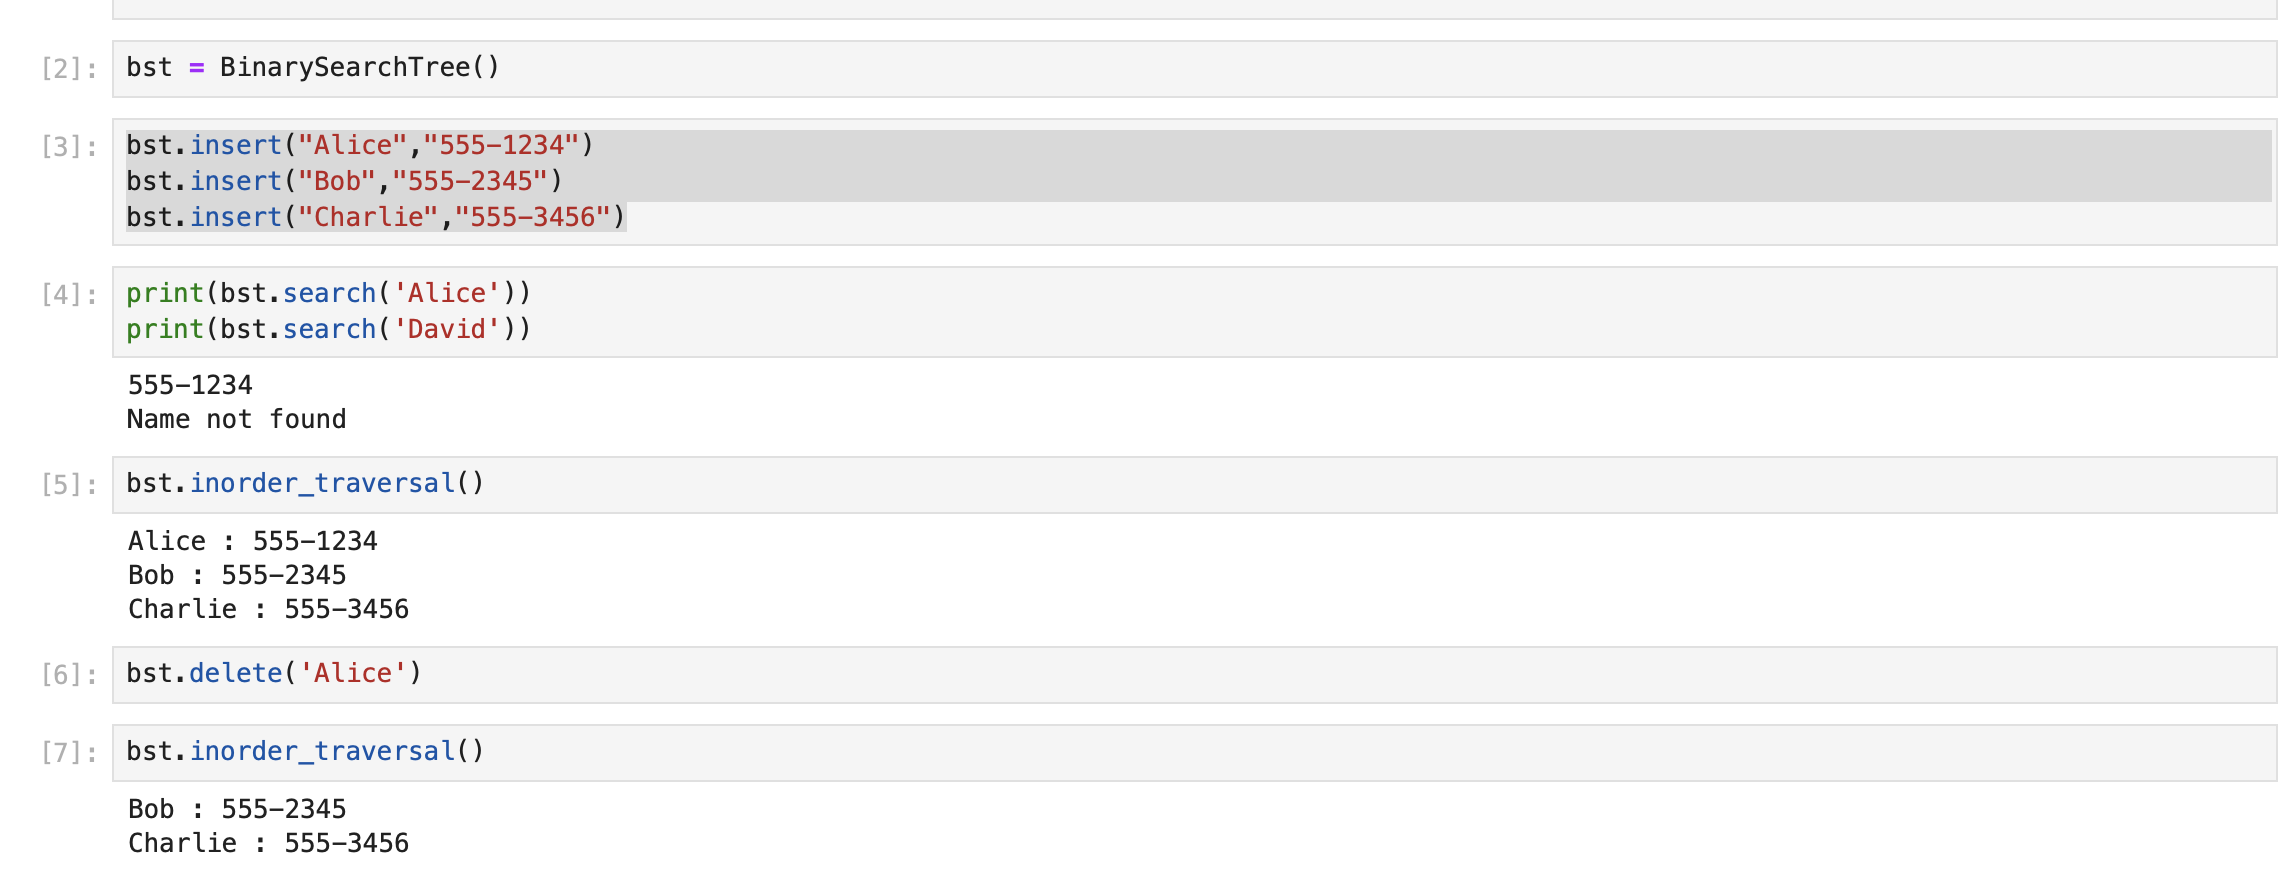 [2]: bst = BinarySearchTree()
[3]: bst.insert("Alice","555-1234")
bst.insert("Bob","555-2345")
bst.insert("Charlie","555-3456")
[4]: print(bst.search('Alice'))
print(bst.search('David'))
555-1234
Name not found
[5]: bst.inorder_traversal()
Alice : 555-1234
Bob : 555-2345
Charlie : 555-3456
[6]: bst.delete('Alice')
[7]: bst.inorder_traversal()
Bob : 555-2345
Charlie : 555-3456